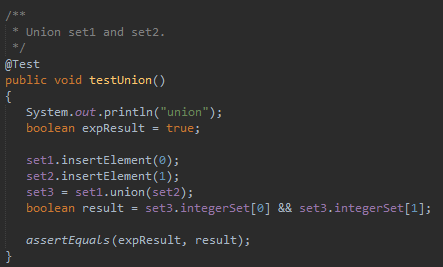 /**
 * Union set1 and set2.
 */
@Test
public void testUnion()
{
    System.out.println("union");
    boolean expResult = true;

    set1.insertElement(0);
    set2.insertElement(1);
    set3 = set1.union(set2);
    boolean result = set3.integerSet[0] && set3.integerSet[1];

    assertEquals(expResult, result);
}